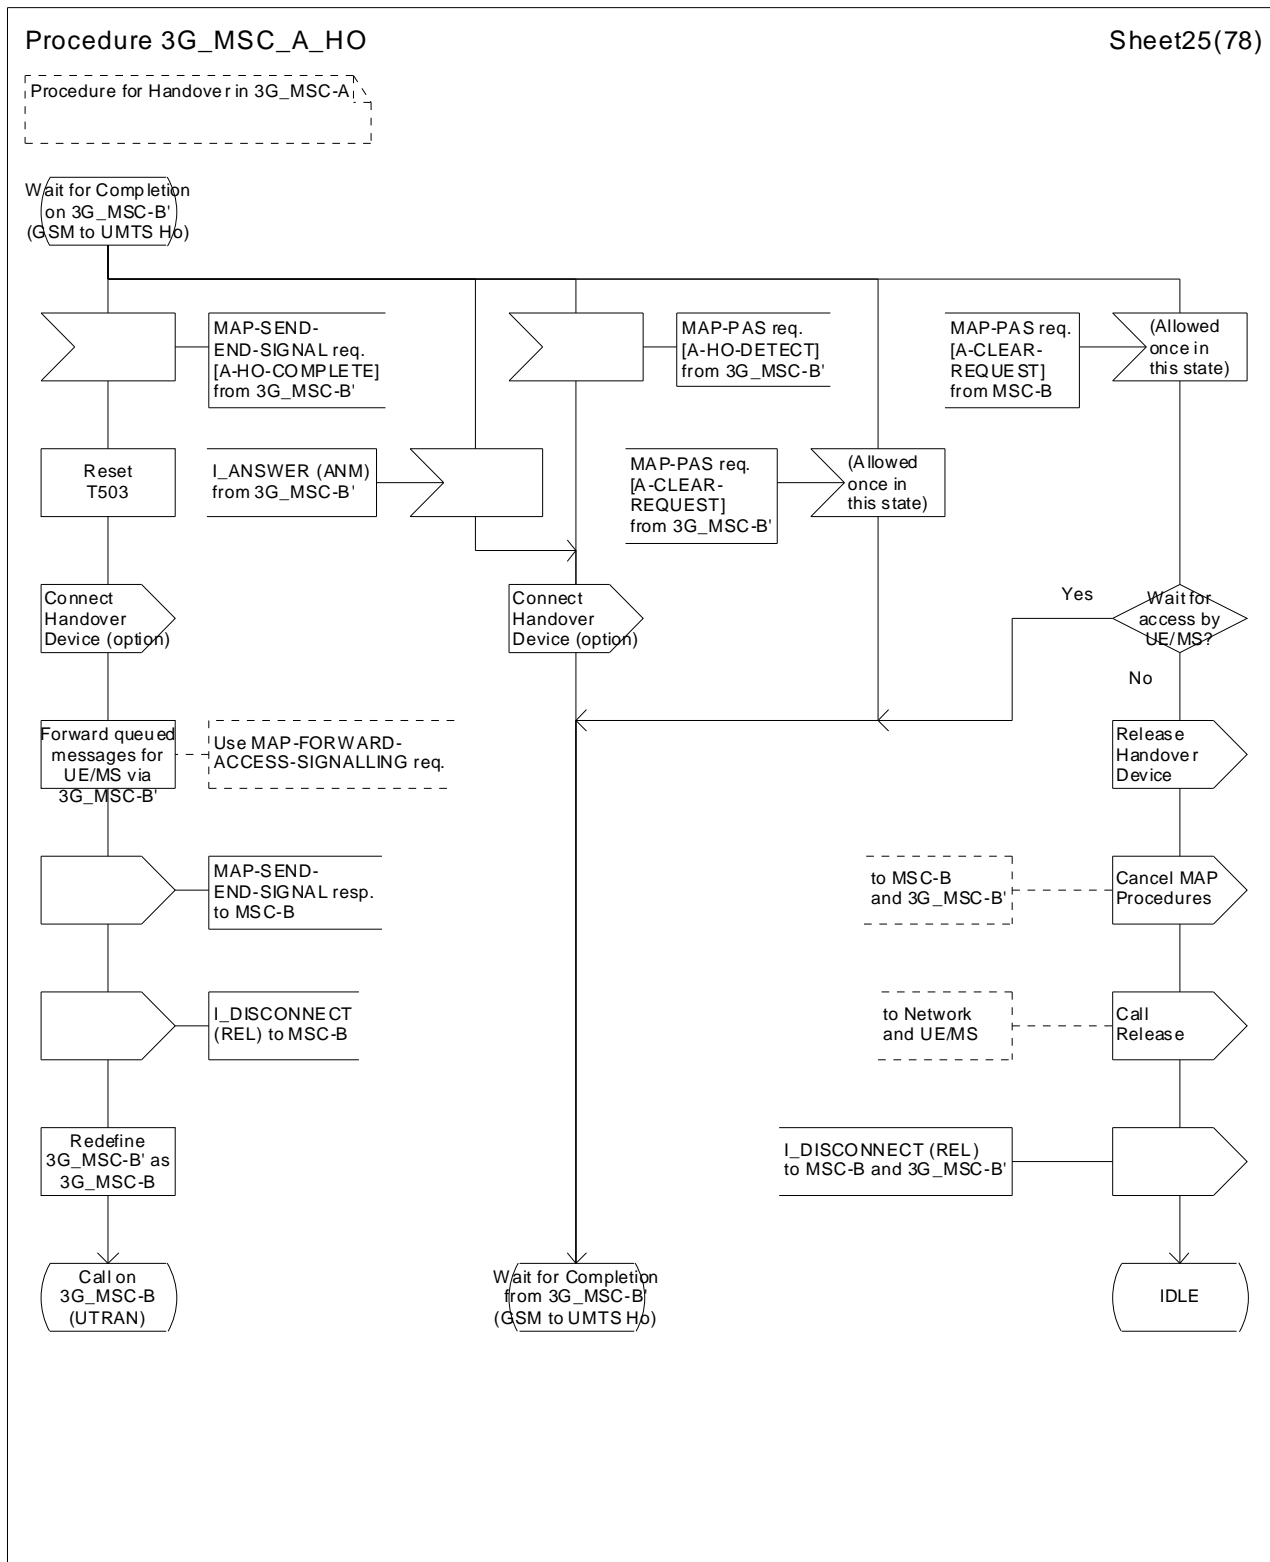 Procedure 3G_MSC_A_HO
Sheet25(78)
Procedure for Handover in 3G_MSC-A
Wait for Completion
on 3G_MSC-B'
(GSM to UMTS Ho)
MAP-SEND-
END-SIGNAL req.
[A-HO-COMPLETE]
from 3G_MSC-B'
MAP-PAS req.
[A-HO-DETECT]
from 3G_MSC-B'
MAP-PAS req.
[A-CLEAR-
REQUEST]
from MSC-B
(Allowed
once in
this state)
Reset
T503
I_ANSWER (ANM)
from 3G_MSC-B'
MAP-PAS req.
[A-CLEAR-
REQUEST]
from 3G_MSC-B'
(Allowed
once in
this state)
Connect
Handover
Device (option)
Connect
Handover
Device (option)
Yes
Wait for
access by
UE/MS?
No
Forward queued
messages for
UE/MS via
3G_MSC-B'
Use MAP-FORWARD-
ACCESS-SIGNALLING req.
Release
Handover
Device
MAP-SEND-
END-SIGNAL resp.
to MSC-B
to MSC-B
and 3G_MSC-B'
Cancel MAP
Procedures
I_DISCONNECT
(REL) to MSC-B
to Network
and UE/MS
Call
Release
Redefine
3G_MSC-B' as
3G_MSC-B
I_DISCONNECT (REL)
to MSC-B and 3G_MSC-B'
Call on
3G_MSC-B
(UTRAN)
Wait for Completion
from 3G_MSC-B'
(GSM to UMTS Ho)
IDLE